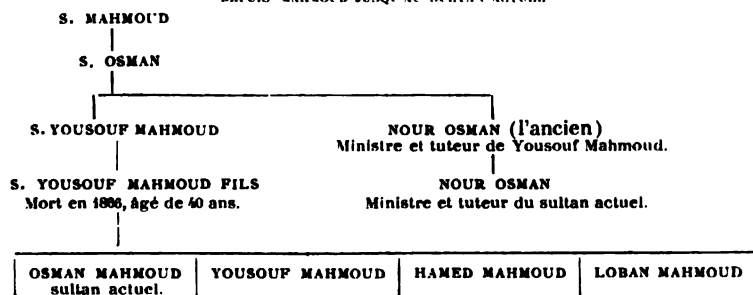 S. MAHMOUD
S. OSMAN
S. YOUSOUF MAHMOUD
NOUR OSMAN (l'ancien)
Ministre et tuteur de Yousouf Mahmoud.
S. YOUSOUF MAHMOUD FILS
Mort en 1866, âgé de 40 ans.
NOUR OSMAN
Ministre et tuteur du sultan actuel.
OSMAN MAHMOUD
sultan actuel.
YOUSOUF MAHMOUD
HAMED MAHMOUD
LOBAN MAHMOUD